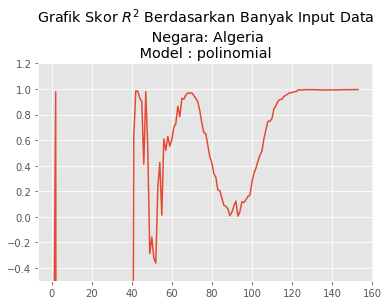 Grafik Skor R² Berdasarkan Banyak Input Data
Negara: Algeria
Model : polinomial
1.2
1.0
0.8
0.6
0.4
0.2
0.0
−0.2
−0.4
0 20 40 60 80 100 120 140 160